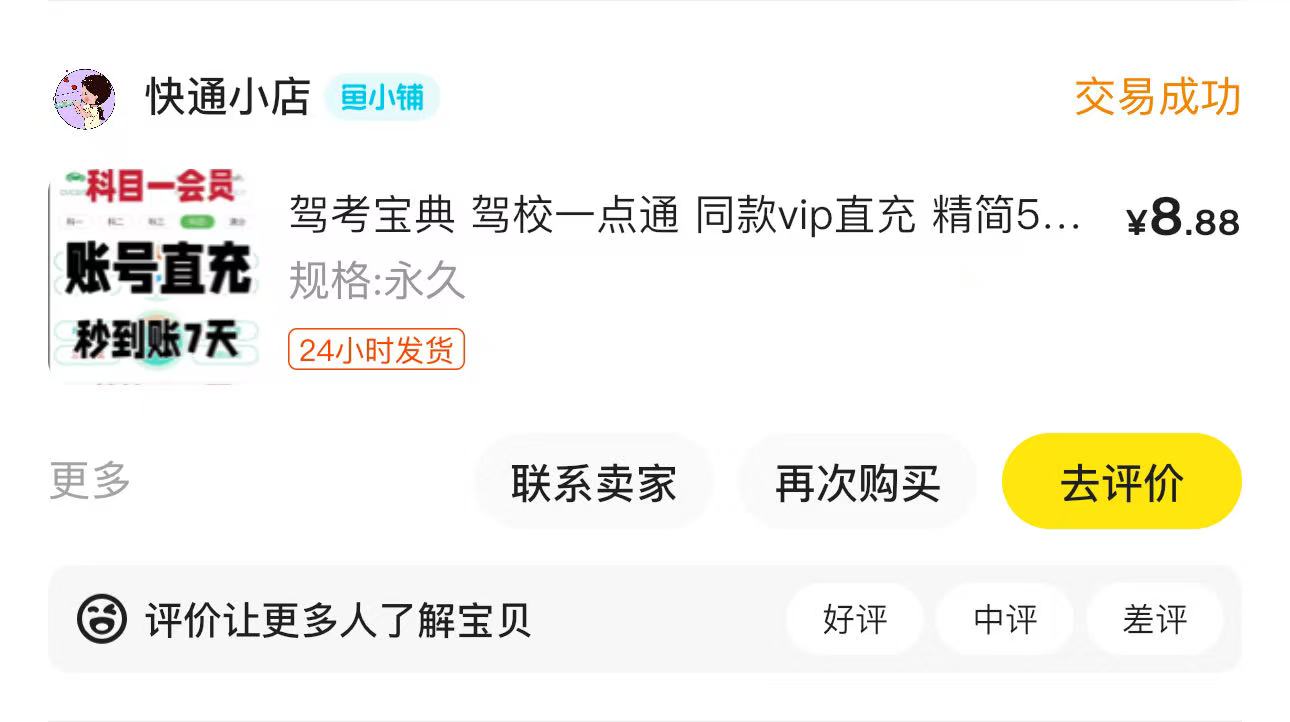 快通小店 鱼小铺 交易成功
科目一会员
科一 科二 科三 科四 满分
账号直充
秒到账7天
驾考宝典 驾校一点通 同款vip直充 精简5... ¥8.88
规格:永久
24小时发货
更多 联系卖家 再次购买 去评价
评价让更多人了解宝贝 好评 中评 差评